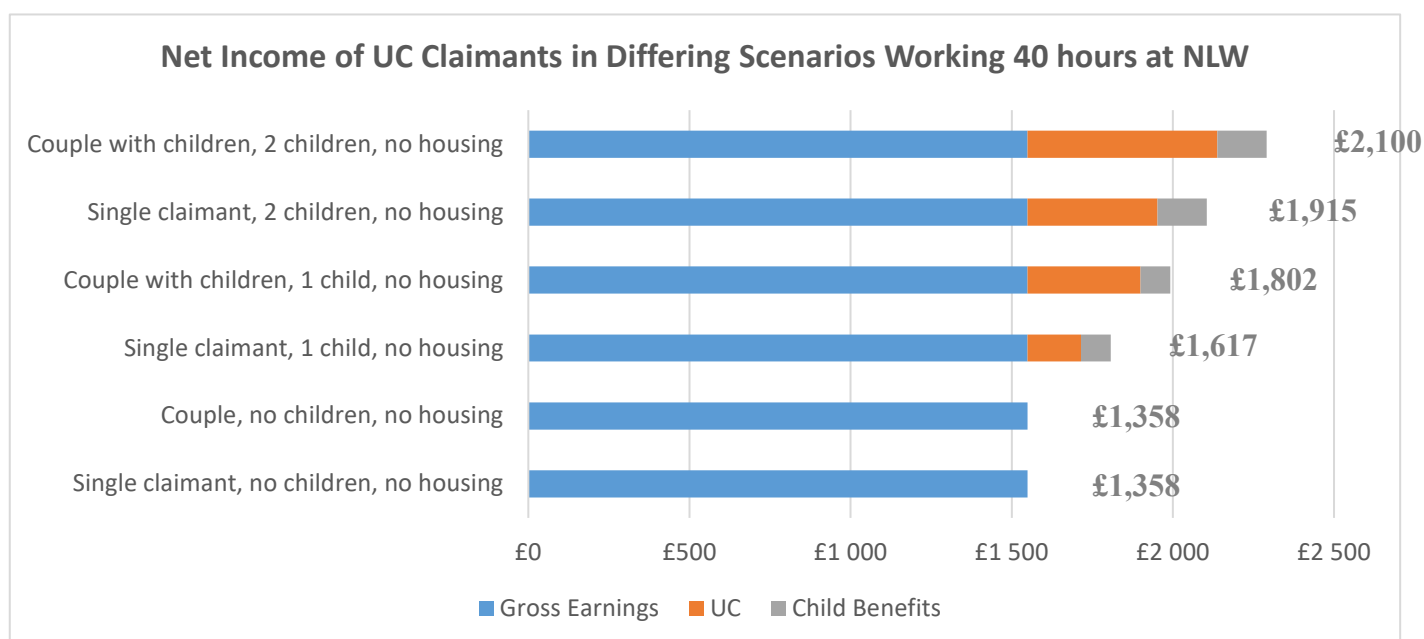 Net Income of UC Claimants in Differing Scenarios Working 40 hours at NLW
Couple with children, 2 children, no housing £2,100
Single claimant, 2 children, no housing £1,915
Couple with children, 1 child, no housing £1,802
Single claimant, 1 child, no housing £1,617
Couple, no children, no housing £1,358
Single claimant, no children, no housing £1,358
£0 £500 £1 000 £1 500 £2 000 £2 500
Gross Earnings UC Child Benefits